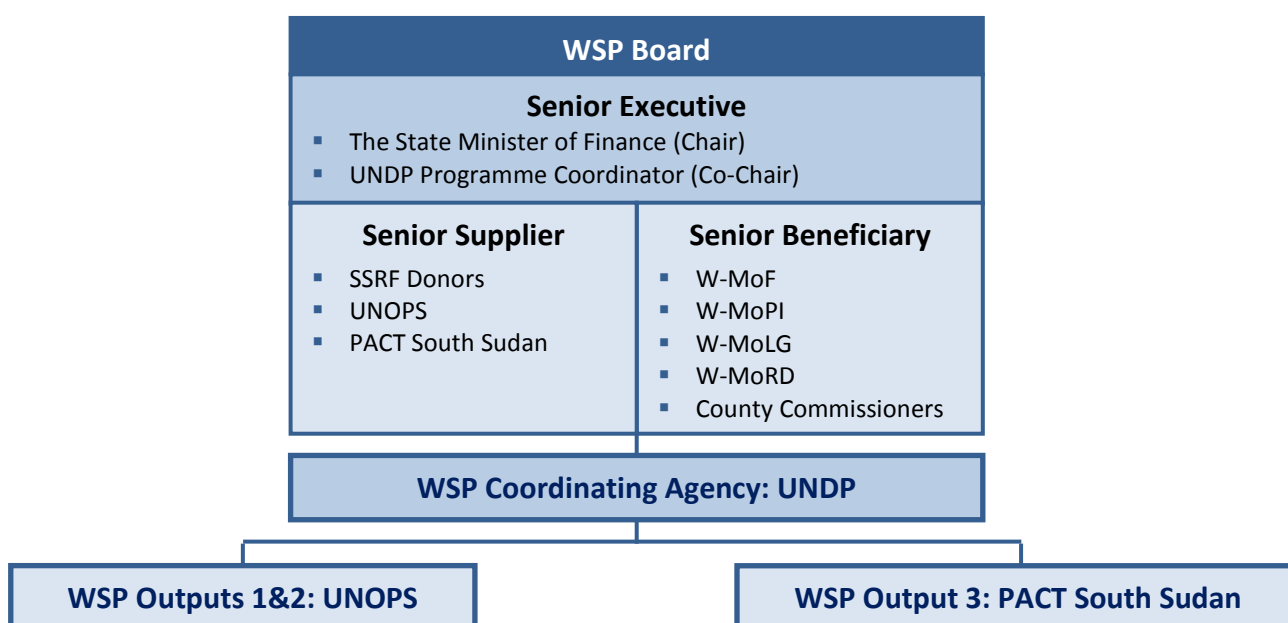 WSP Board
Senior Executive
▪ The State Minister of Finance (Chair)
▪ UNDP Programme Coordinator (Co-Chair)
Senior Supplier
▪ SSRF Donors
▪ UNOPS
▪ PACT South Sudan
Senior Beneficiary
▪ W-MoF
▪ W-MoPI
▪ W-MoLG
▪ W-MoRD
▪ County Commissioners
WSP Coordinating Agency: UNDP
WSP Outputs 1&2: UNOPS
WSP Output 3: PACT South Sudan